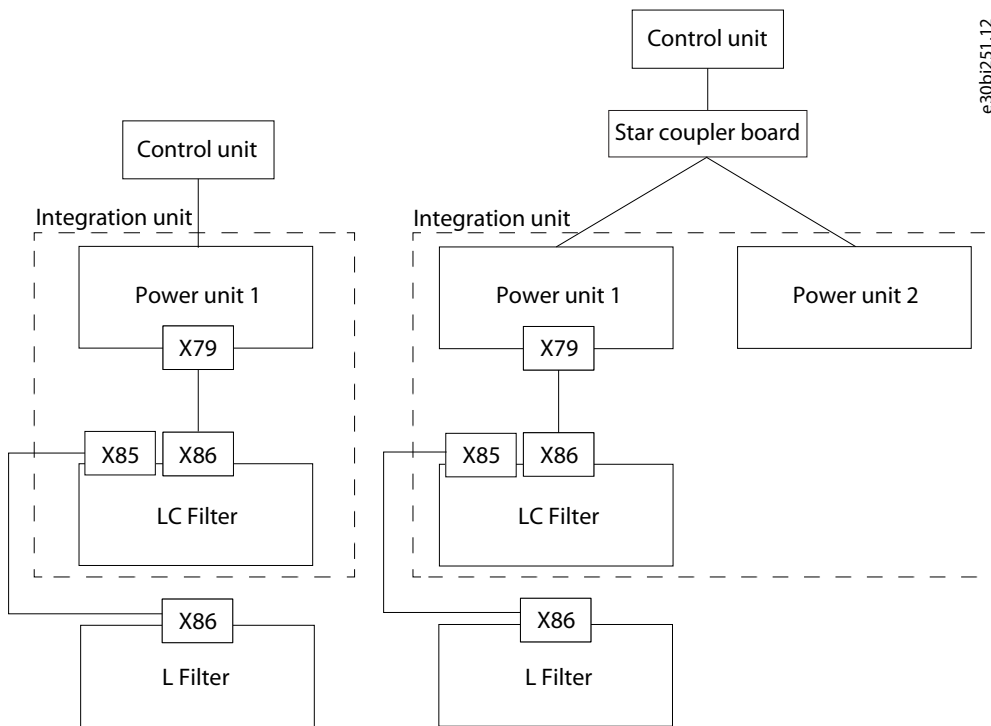 Control unit
Integration unit
Power unit 1
X79
X85
X86
LC Filter
X86
L Filter
Control unit
Star coupler board
Integration unit
Power unit 1
Power unit 2
X79
X85
X86
LC Filter
X86
L Filter
e30bj251.12